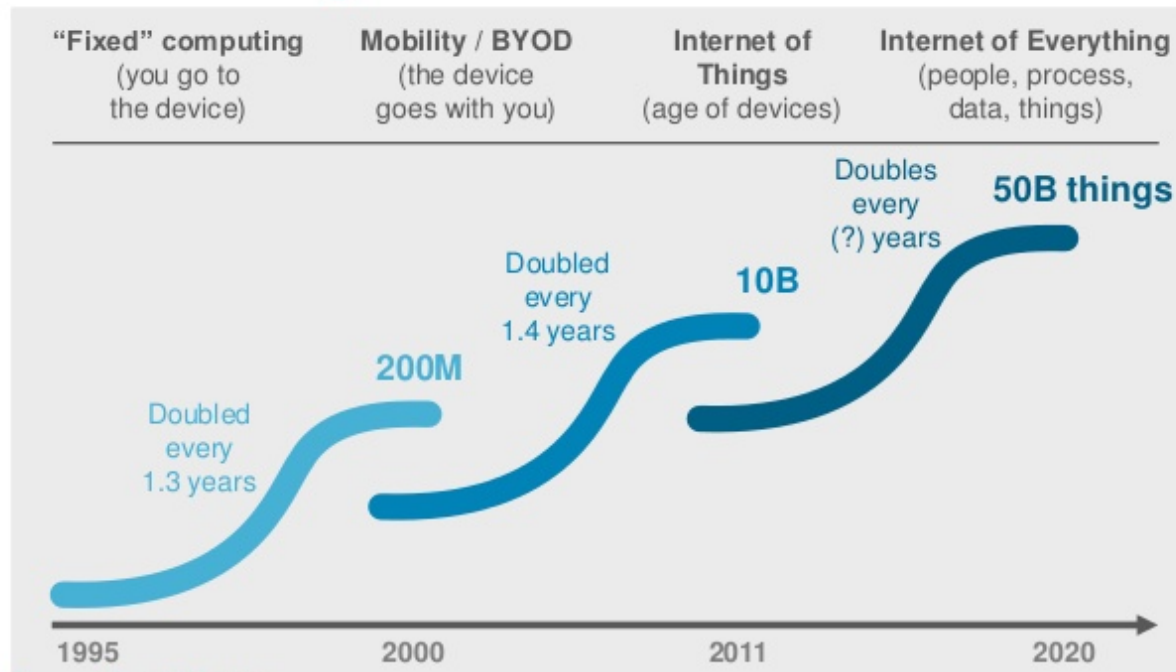 “Fixed” computing
(you go to
the device)
Mobility / BYOD
(the device
goes with you)
Internet of
Things
(age of devices)
Internet of Everything
(people, process,
data, things)
Doubled
every
1.3 years
200M
Doubled
every
1.4 years
10B
Doubles
every
(?) years
50B things
1995
2000
2011
2020